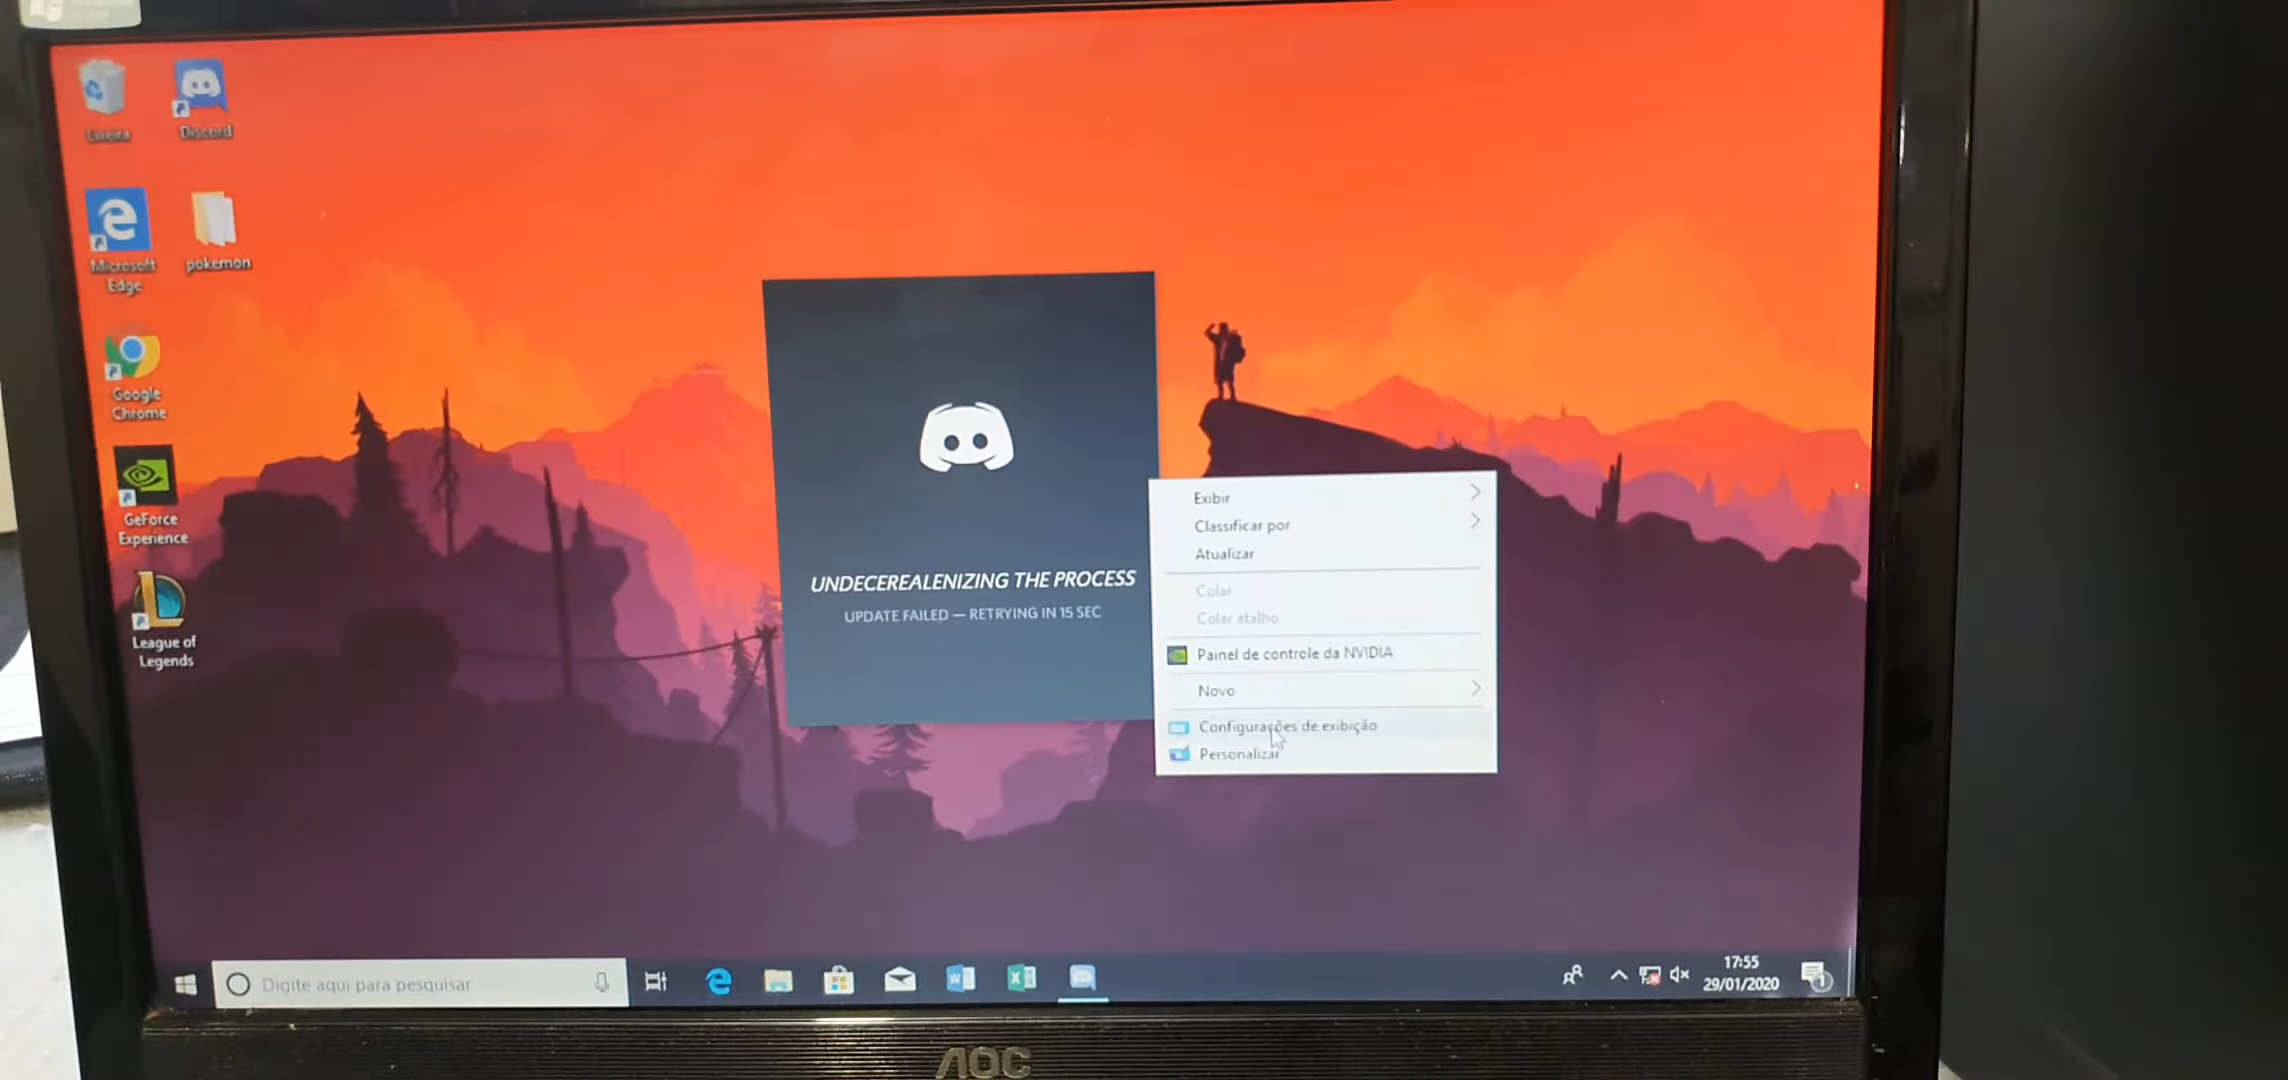 Lixeira
Discord
Microsoft
Edge
pokemon
Google
Chrome
GeForce
Experience
League of
Legends
UNDECEREALENIZING THE PROCESS
UPDATE FAILED — RETRYING IN 15 SEC
Exibir
Classificar por
Atualizar
Colar
Colar atalho
Painel de controle da NVIDIA
Novo
Configurações de exibição
Personalizar
Digite aqui para pesquisar
17:55
29/01/2020
1
AOC